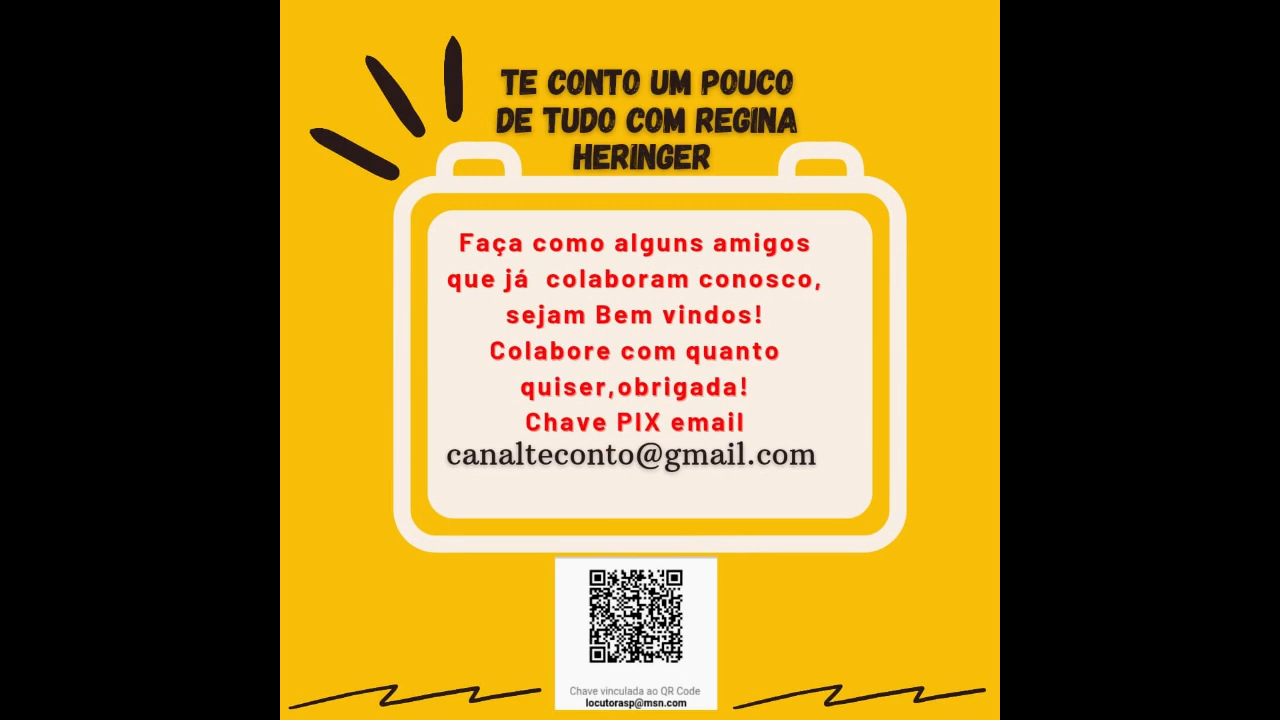 TE CONTO UM POUCO
DE TUDO COM REGINA
HERINGER
Faça como alguns amigos
que já colaboram conosco,
sejam Bem vindos!
Colabore com quanto
quiser,obrigada!
Chave PIX email
canalteconto@gmail.com
Chave vinculada ao QR Code
locutorasp@msn.com